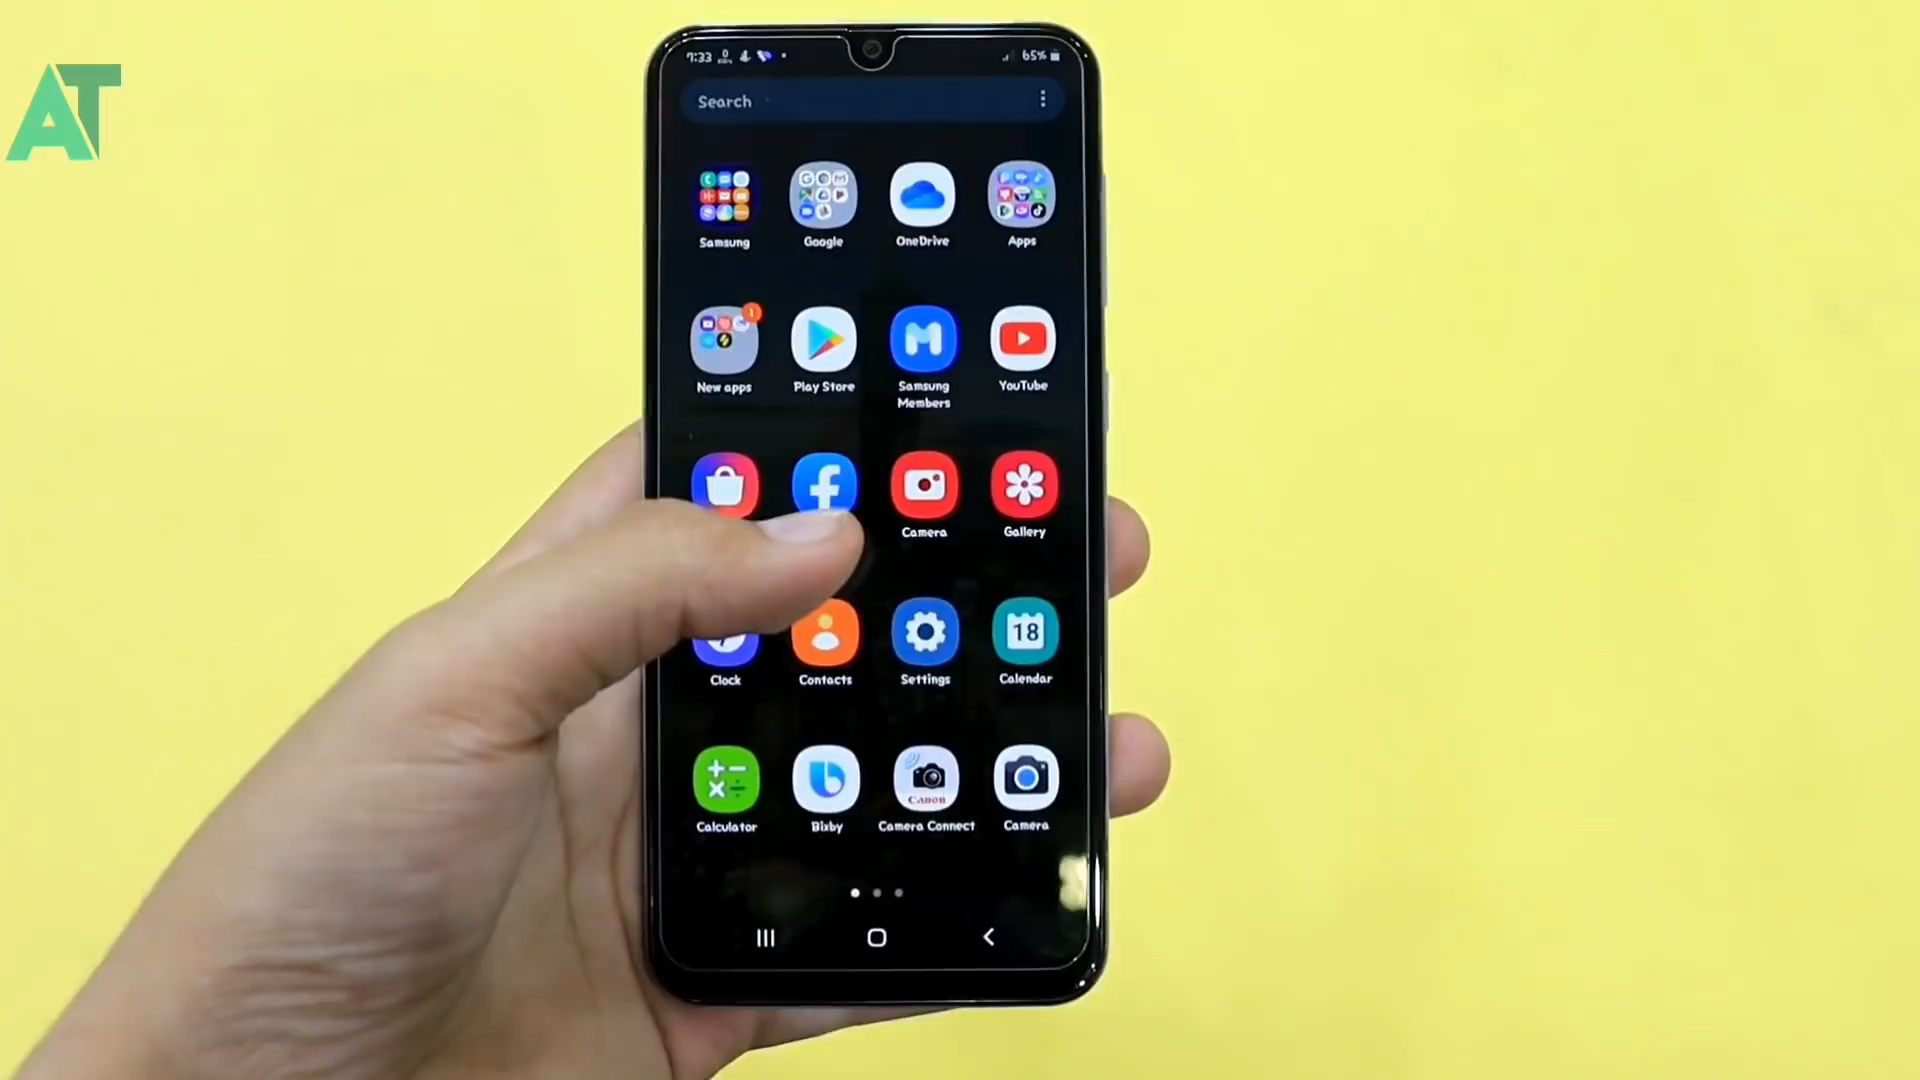 AT
7:33
65%
Search
Samsung
Google
OneDrive
Apps
1
New apps
Play Store
Samsung
Members
YouTube
Camera
Gallery
Clock
Contacts
Settings
18
Calendar
Canon
Calculator
Bixby
Camera Connect
Camera